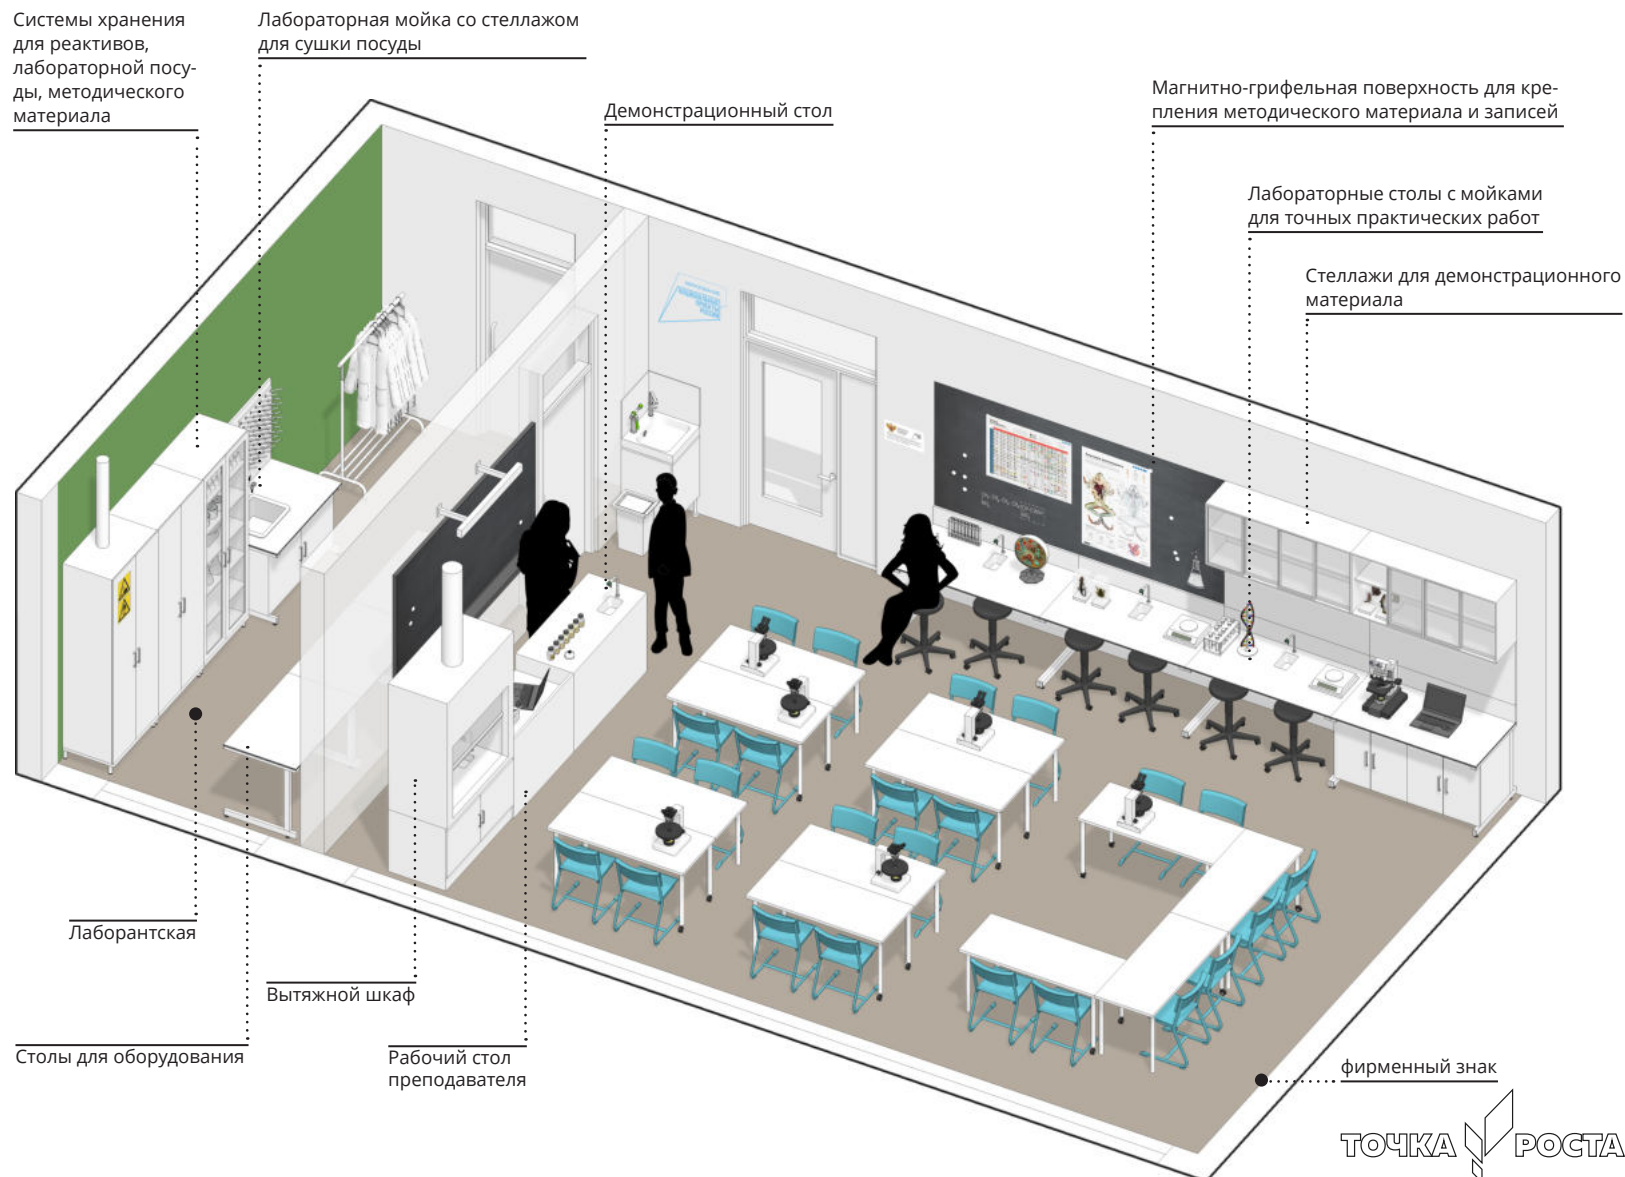 Системы хранения
для реактивов,
лабораторной посу-
ды, методического
материала
Лабораторная мойка со стеллажом
для сушки посуды
Демонстрационный стол
Магнитно-грифельная поверхность для кре-
пления методического материала и записей
Лабораторные столы с мойками
для точных практических работ
Стеллажи для демонстрационного
материала
Лаборантская
Вытяжной шкаф
Столы для оборудования
Рабочий стол
преподавателя
фирменный знак
ТОЧКА РОСТА